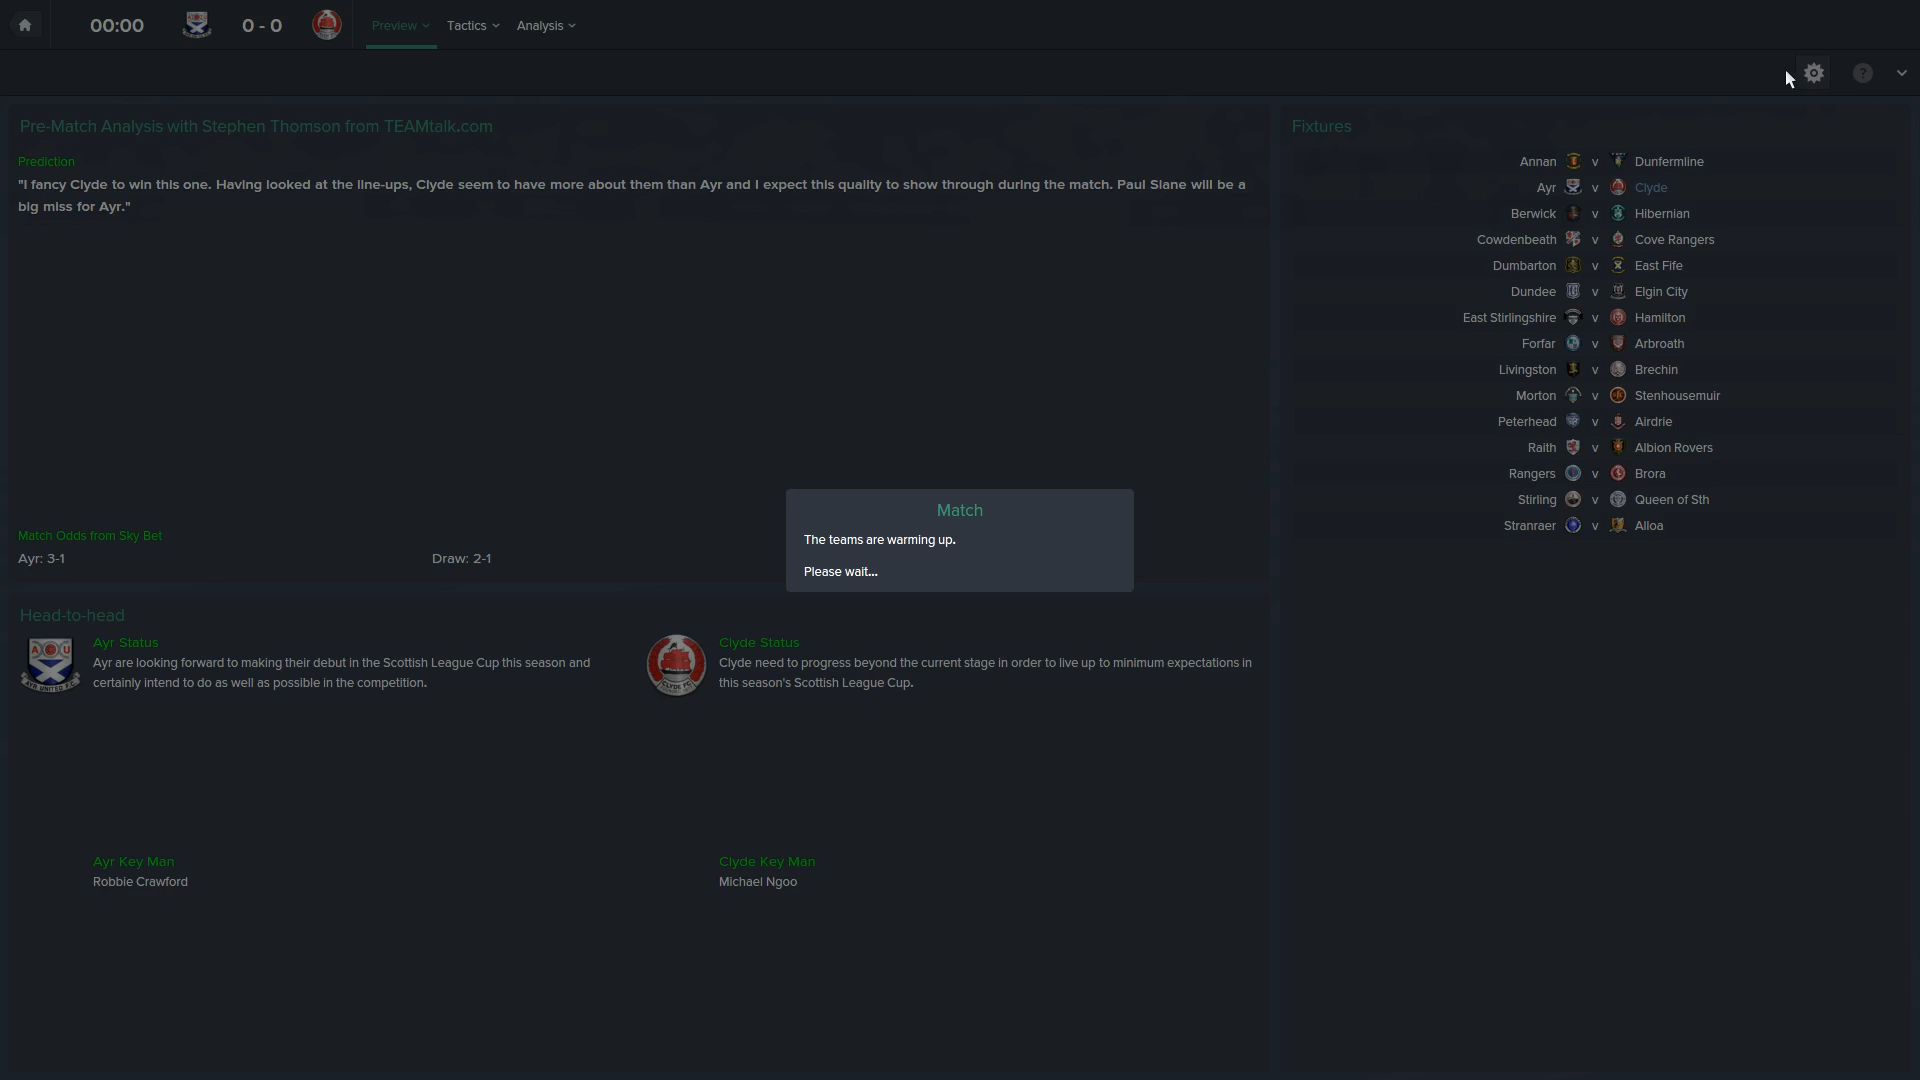 00:00
0 - 0
Preview
Tactics
Analysis
Pre-Match Analysis with Stephen Thomson from TEAMtalk.com
Prediction
"I fancy Clyde to win this one. Having looked at the line-ups, Clyde seem to have more about them than Ayr and I expect this quality to show through during the match. Paul Slane will be a
big miss for Ayr."
Match Odds from Sky Bet
Ayr: 3-1
Draw: 2-1
Match
The teams are warming up.
Please wait...
Head-to-head
Ayr Status
Ayr are looking forward to making their debut in the Scottish League Cup this season and
certainly intend to do as well as possible in the competition.
Clyde Status
Clyde need to progress beyond the current stage in order to live up to minimum expectations in
this season's Scottish League Cup.
Ayr Key Man
Robbie Crawford
Clyde Key Man
Michael Ngoo
Fixtures
Annan v Dunfermline
Ayr v Clyde
Berwick v Hibernian
Cowdenbeath v Cove Rangers
Dumbarton v East Fife
Dundee v Elgin City
East Stirlingshire v Hamilton
Forfar v Arbroath
Livingston v Brechin
Morton v Stenhousemuir
Peterhead v Airdrie
Raith v Albion Rovers
Rangers v Brora
Stirling v Queen of Sth
Stranraer v Alloa